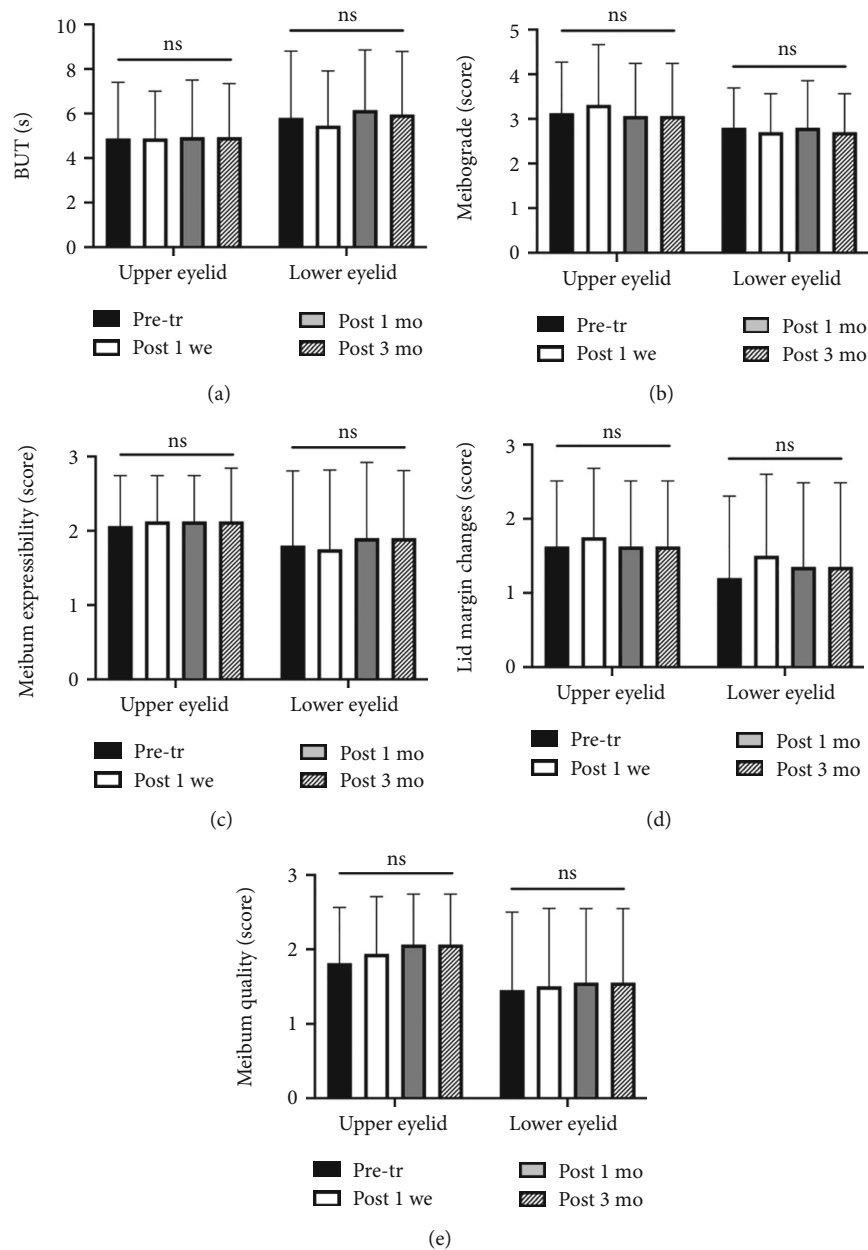 10
8
6
4
2
0
BUT (s)
ns
ns
Upper eyelid
Lower eyelid
Pre-tr
Post 1 mo
Post 1 we
Post 3 mo
(a)
5
4
3
2
1
0
Meibograde (score)
ns
ns
Upper eyelid
Lower eyelid
Pre-tr
Post 1 mo
Post 1 we
Post 3 mo
(b)
3
2
1
0
Meibum expressibility (score)
ns
ns
Upper eyelid
Lower eyelid
Pre-tr
Post 1 mo
Post 1 we
Post 3 mo
(c)
3
2
1
0
Lid margin changes (score)
ns
ns
Upper eyelid
Lower eyelid
Pre-tr
Post 1 mo
Post 1 we
Post 3 mo
(d)
3
2
1
0
Meibum quality (score)
ns
ns
Upper eyelid
Lower eyelid
Pre-tr
Post 1 mo
Post 1 we
Post 3 mo
(e)